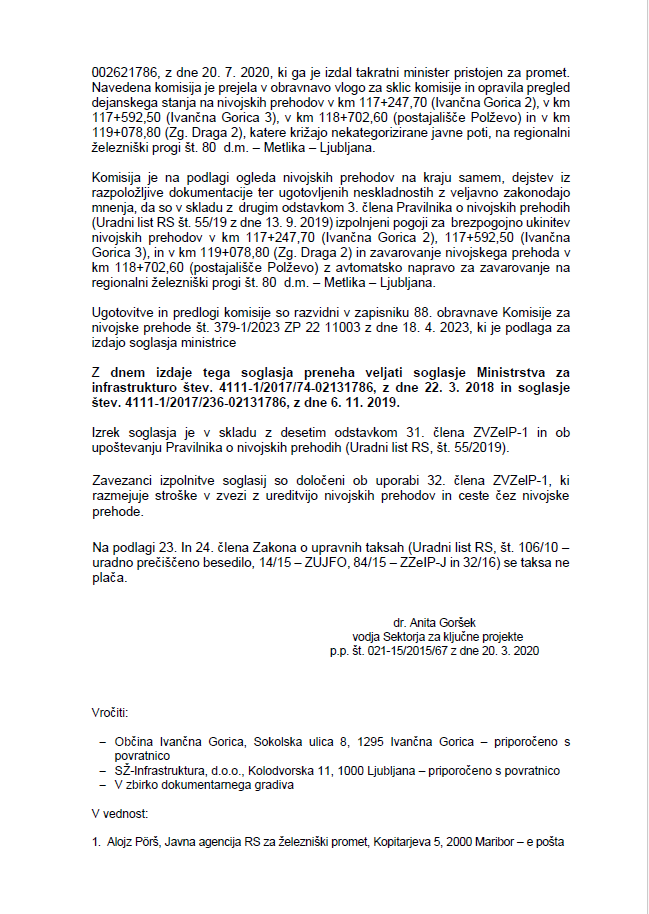 002621786, z dne 20. 7. 2020, ki ga je izdal takratni minister pristojen za promet.
Navedena komisija je prejela v obravnavo vlogo za sklic komisije in opravila pregled
dejanskega stanja na nivojskih prehodov v km 117+247,70 (Ivančna Gorica 2), v km
117+592,50 (Ivančna Gorica 3), v km 118+702,60 (postajališče Polževo) in v km
119+078,80 (Zg. Draga 2), katere križajo nekategorizirane javne poti, na regionalni
železniški progi št. 80 d.m. – Metlika – Ljubljana.
Komisija je na podlagi ogleda nivojskih prehodov na kraju samem, dejstev iz
razpoložljive dokumentacije ter ugotovljenih neskladnosti z veljavno zakonodajo
mnenja, da so v skladu z drugim odstavkom 3. člena Pravilnika o nivojskih prehodih
(Uradni list RS št. 55/19 z dne 13. 9. 2019) izpolnjeni pogoji za brezpogojno ukinitev
nivojskih prehodov v km 117+247,70 (Ivančna Gorica 2), 117+592,50 (Ivančna
Gorica 3), in v km 119+078,80 (Zg. Draga 2) in zavarovanje nivojskega prehoda v
km 118+702,60 (postajališče Polževo) z avtomatsko napravo za zavarovanje na
regionalni železniški progi št. 80 d.m. – Metlika – Ljubljana.
Ugotovitve in predlogi komisije so razvidni v zapisniku 88. obravnave Komisije za
nivojske prehode št. 379-1/2023 ZP 22 11003 z dne 18. 4. 2023, ki je podlaga za
izdajo soglasja ministrice
Z dnem izdaje tega soglasja preneha veljati soglasje Ministrstva za
infrastrukturo štev. 4111-1/2017/74-02131786, z dne 22. 3. 2018 in soglasje
štev. 4111-1/2017/236-02131786, z dne 6. 11. 2019.
Izrek soglasja je v skladu z desetim odstavkom 31. člena ZVZelP-1 in ob
upoštevanju Pravilnika o nivojskih prehodih (Uradni list RS, št. 55/2019).
Zavezanci izpolnitve soglasij so določeni ob uporabi 32. člena ZVZelP-1, ki
razmejuje stroške v zvezi z ureditvijo nivojskih prehodov in ceste čez nivojske
prehode.
Na podlagi 23. In 24. člena Zakona o upravnih taksah (Uradni list RS, št. 106/10 –
uradno prečiščeno besedilo, 14/15 – ZUJFO, 84/15 – ZZelP-J in 32/16) se taksa ne
plača.
dr. Anita Goršek
vodja Sektorja za ključne projekte
p.p. št. 021-15/2015/67 z dne 20. 3. 2020
Vročiti:
– Občina Ivančna Gorica, Sokolska ulica 8, 1295 Ivančna Gorica – priporočeno s
povratnico
– SŽ-Infrastruktura, d.o.o., Kolodvorska 11, 1000 Ljubljana – priporočeno s povratnico
– V zbirko dokumentarnega gradiva
V vednost:
1. Alojz Pörš, Javna agencija RS za železniški promet, Kopitarjeva 5, 2000 Maribor – e pošta